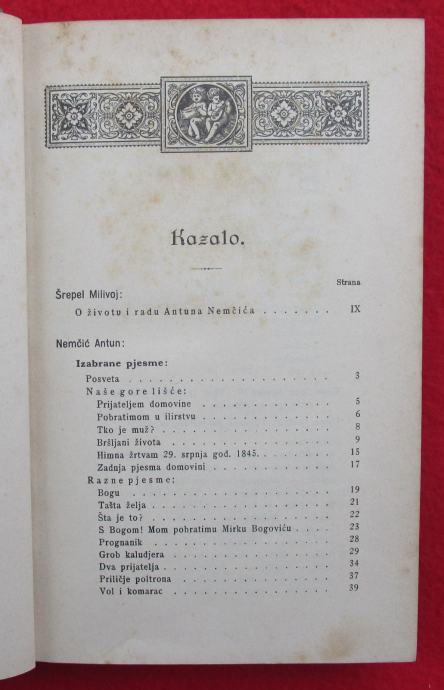 Kazalo.
Strana
Šrepel Milivoj:
O životu i radu Antuna Nemčića . . . . . . . IX
Nemčić Antun:
Izabrane pjesme:
Posveta . . . . . . . . . . . . . . . . . 3
Naše gore lišće:
Prijateljem domovine . . . . . . . . . . . 5
Pobratimom u ilirstvu . . . . . . . . . . . 6
Tko je muž? . . . . . . . . . . . . . . . 8
Bršljani života . . . . . . . . . . . . . . 9
Himna žrtvam 29. srpnja god. 1845. . . . . . . 15
Zadnja pjesma domovini . . . . . . . . . . 17
Razne pjesme:
Bogu . . . . . . . . . . . . . . . . . 19
Tašta želja . . . . . . . . . . . . . . . 21
Šta je to? . . . . . . . . . . . . . . . . 22
S Bogom! Mom pobratimu Mirku Bogoviću . . . . 23
Prognanik . . . . . . . . . . . . . . . . 28
Grob kaludjera . . . . . . . . . . . . . . 29
Dva prijatelja . . . . . . . . . . . . . . . 34
Priličje poltrona . . . . . . . . . . . . . . 37
Vol i komarac . . . . . . . . . . . . . . 39